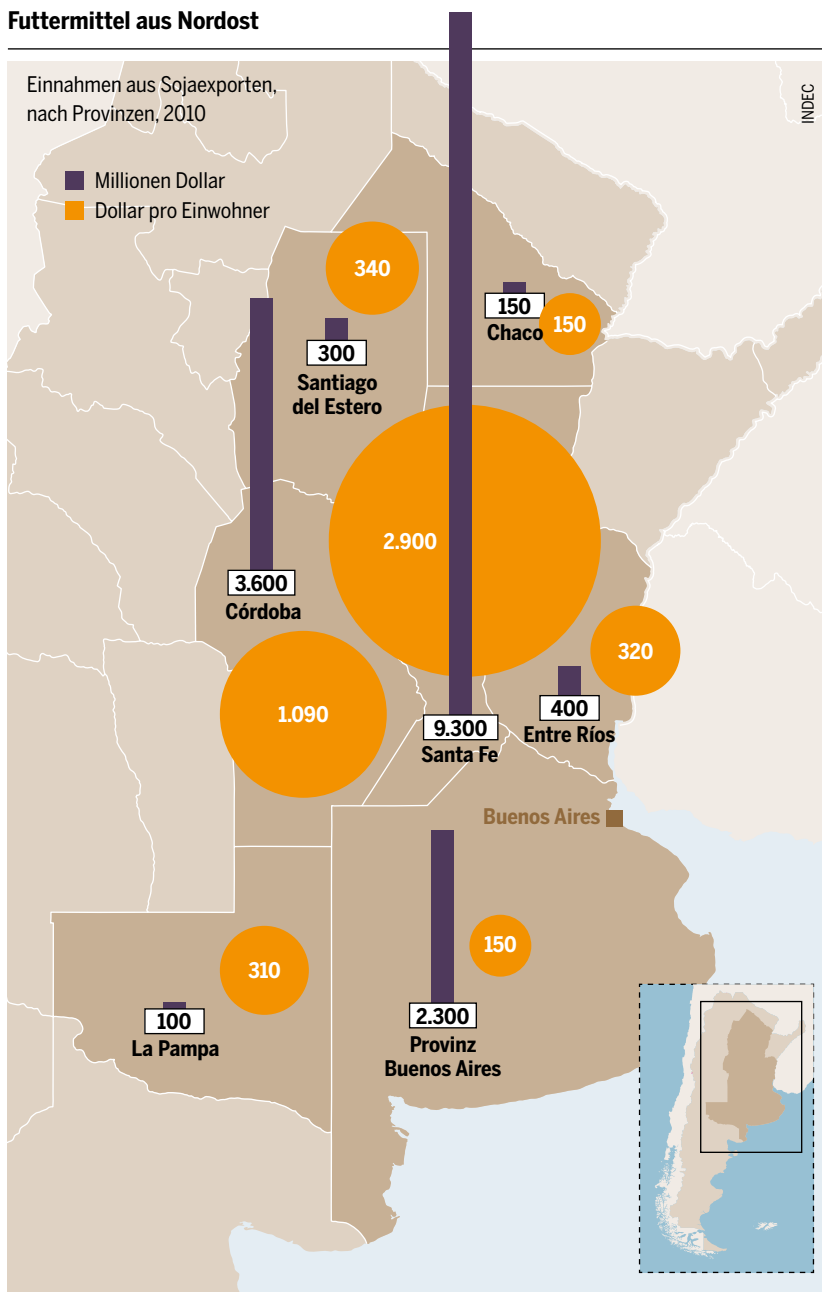 Futtermittel aus Nordost
Einnahmen aus Sojaexporten,
nach Provinzen, 2010
INDEC
Millionen Dollar
Dollar pro Einwohner
340
300
Santiago
del Estero
150
Chaco
150
3.600
Córdoba
2.900
1.090
9.300
Santa Fe
320
400
Entre Ríos
Buenos Aires
310
100
La Pampa
150
2.300
Provinz
Buenos Aires